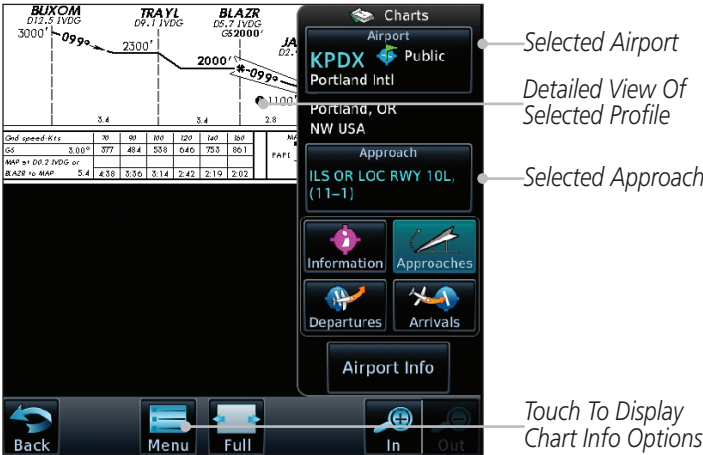 BUXOM
D12.5 IVDG
3000'
099°
TRAYL
D9.1 IVDG
2300'
BLAZR
D5.7 IVDG
GS2000'
2000'
099°
1100'
3.4
3.4
2.8
Gnd speed-Kts 70 90 100 120 140 160
GS 3.00° 377 484 538 646 753 861
MAP at D0.2 IVDG or
BLAZR to MAP 5.4 4:38 3:36 3:14 2:42 2:19 2:02
PAPI
Charts
Airport
KPDX Public
Portland Intl
Portland, OR
NW USA
Approach
ILS OR LOC RWY 10L,
(11–1)
Information
Approaches
Departures
Arrivals
Airport Info
Back
Menu
Full
In
Out
Selected Airport
Detailed View Of
Selected Profile
Selected Approach
Touch To Display
Chart Info Options